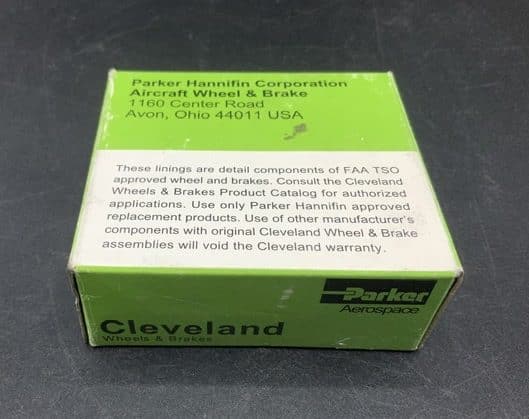 Parker Hannifin Corporation
Aircraft Wheel & Brake
1160 Center Road
Avon, Ohio 44011 USA
These linings are detail components of FAA TSO
approved wheel and brakes. Consult the Cleveland
Wheels & Brakes Product Catalog for authorized
applications. Use only Parker Hannifin approved
replacement products. Use of other manufacturer's
components with original Cleveland Wheel & Brake
assemblies will void the Cleveland warranty.
Parker
Aerospace
Cleveland
Wheels & Brakes